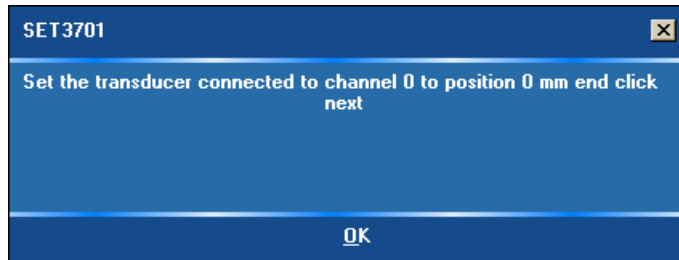 SET3701
Set the transducer connected to channel 0 to position 0 mm end click
next
OK